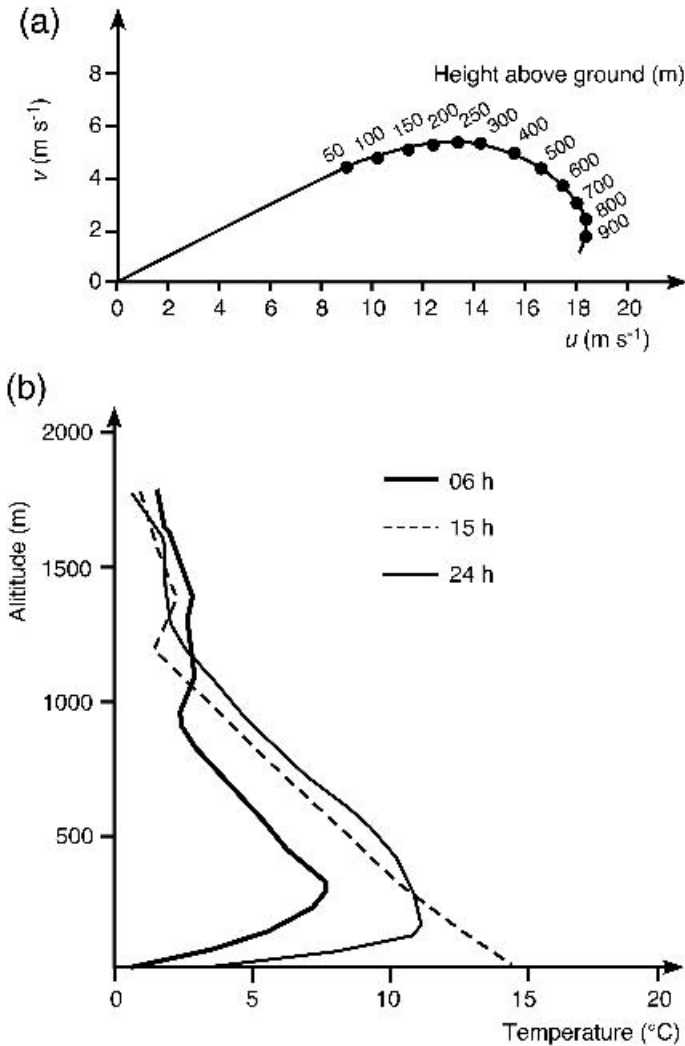 (a)
8
6
4
2
0
v (m s⁻¹)
Height above ground (m)
50
100
150
200
250
300
400
500
600
700
800
900
0 2 4 6 8 10 12 14 16 18 20
u (m s⁻¹)
(b)
2000
1500
1000
500
Alititude (m)
06 h
15 h
24 h
0 5 10 15 20
Temperature (°C)